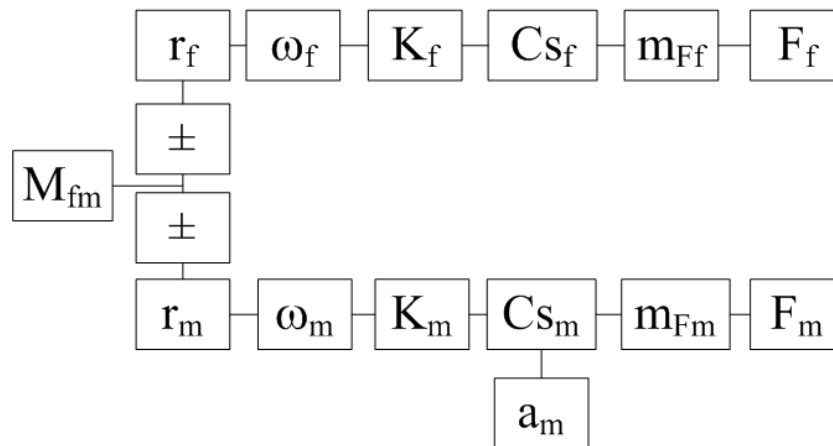 r_f ω_f K_f Cs_f m_Ff F_f
±
M_fm
±
r_m ω_m K_m Cs_m m_Fm F_m
a_m